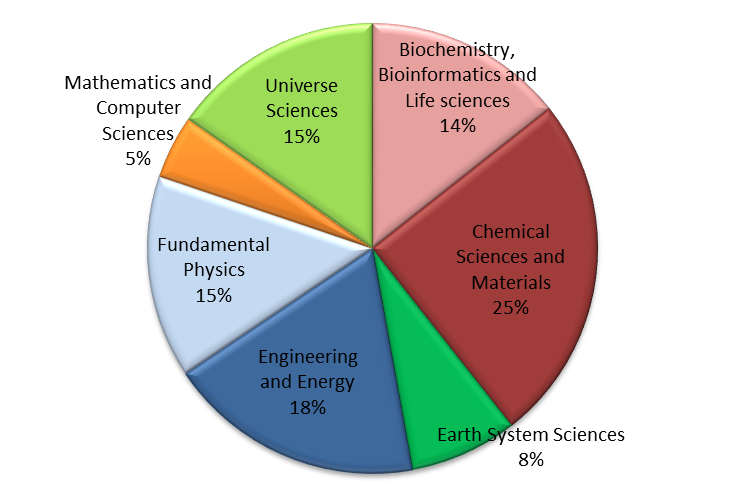 Biochemistry,
Bioinformatics and
Life sciences
14%
Chemical
Sciences and
Materials
25%
Earth System Sciences
8%
Engineering
and Energy
18%
Fundamental
Physics
15%
Mathematics and
Computer
Sciences
5%
Universe
Sciences
15%